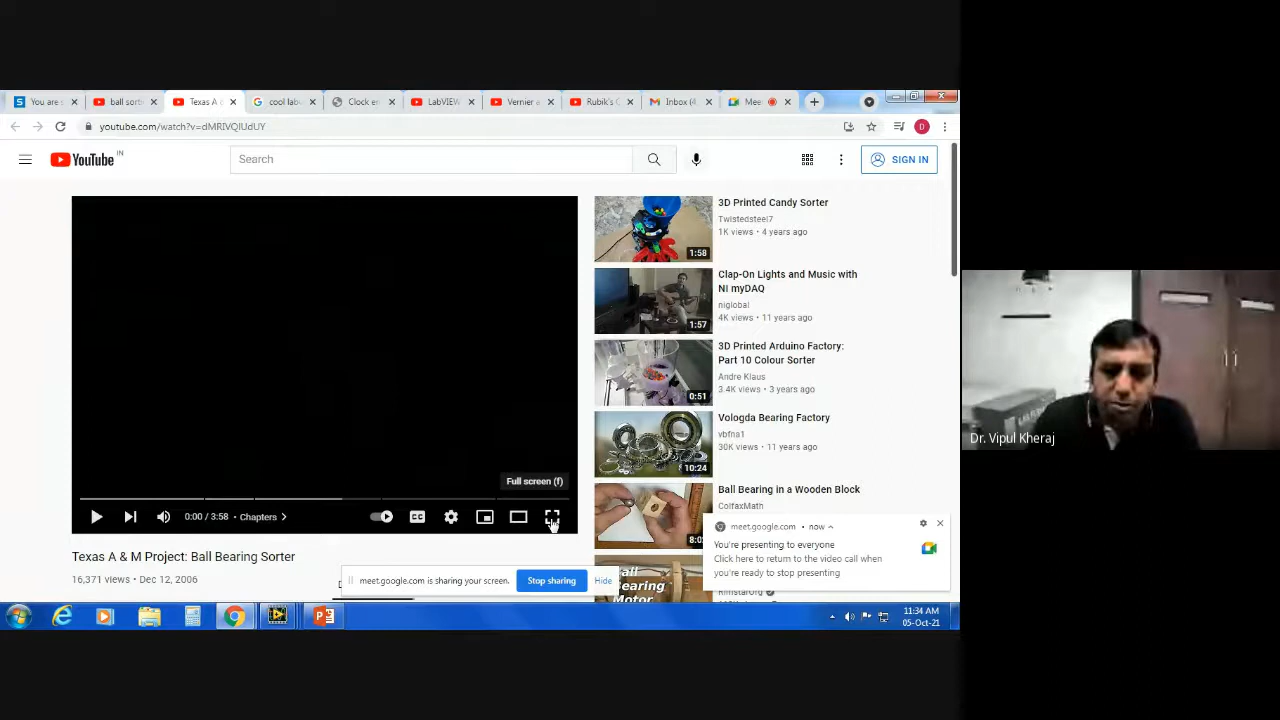 You are s
ball sorti
Texas A &
cool lab
Clock er
LabVIEW
Vernier a
Rubik's C
Inbox (4
Mee
youtube.com/watch?v=dMRIVQlUdUY
D
YouTube IN
Search
SIGN IN
3D Printed Candy Sorter
Twistedsteel7
1K views • 4 years ago
1:58
Clap-On Lights and Music with
NI myDAQ
niglobal
4K views • 11 years ago
1:57
3D Printed Arduino Factory:
Part 10 Colour Sorter
Andre Klaus
3.4K views • 3 years ago
0:51
Vologda Bearing Factory
vbfna1
30K views • 11 years ago
10:24
Ball Bearing in a Wooden Block
ColfaxMath
Full screen (f)
0:00 / 3:58 • Chapters
CC
Texas A & M Project: Ball Bearing Sorter
16,371 views • Dec 12, 2006
meet.google.com is sharing your screen.
Stop sharing
Hide
meet.google.com • now
You're presenting to everyone
Click here to return to the video call when
you're ready to stop presenting
Bearing
Motor
11:34 AM
05-Oct-21
Dr. Vipul Kheraj